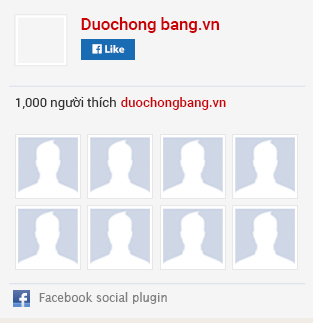 Duochong bang.vn
Like
1,000 người thích duochongbang.vn
Facebook social plugin